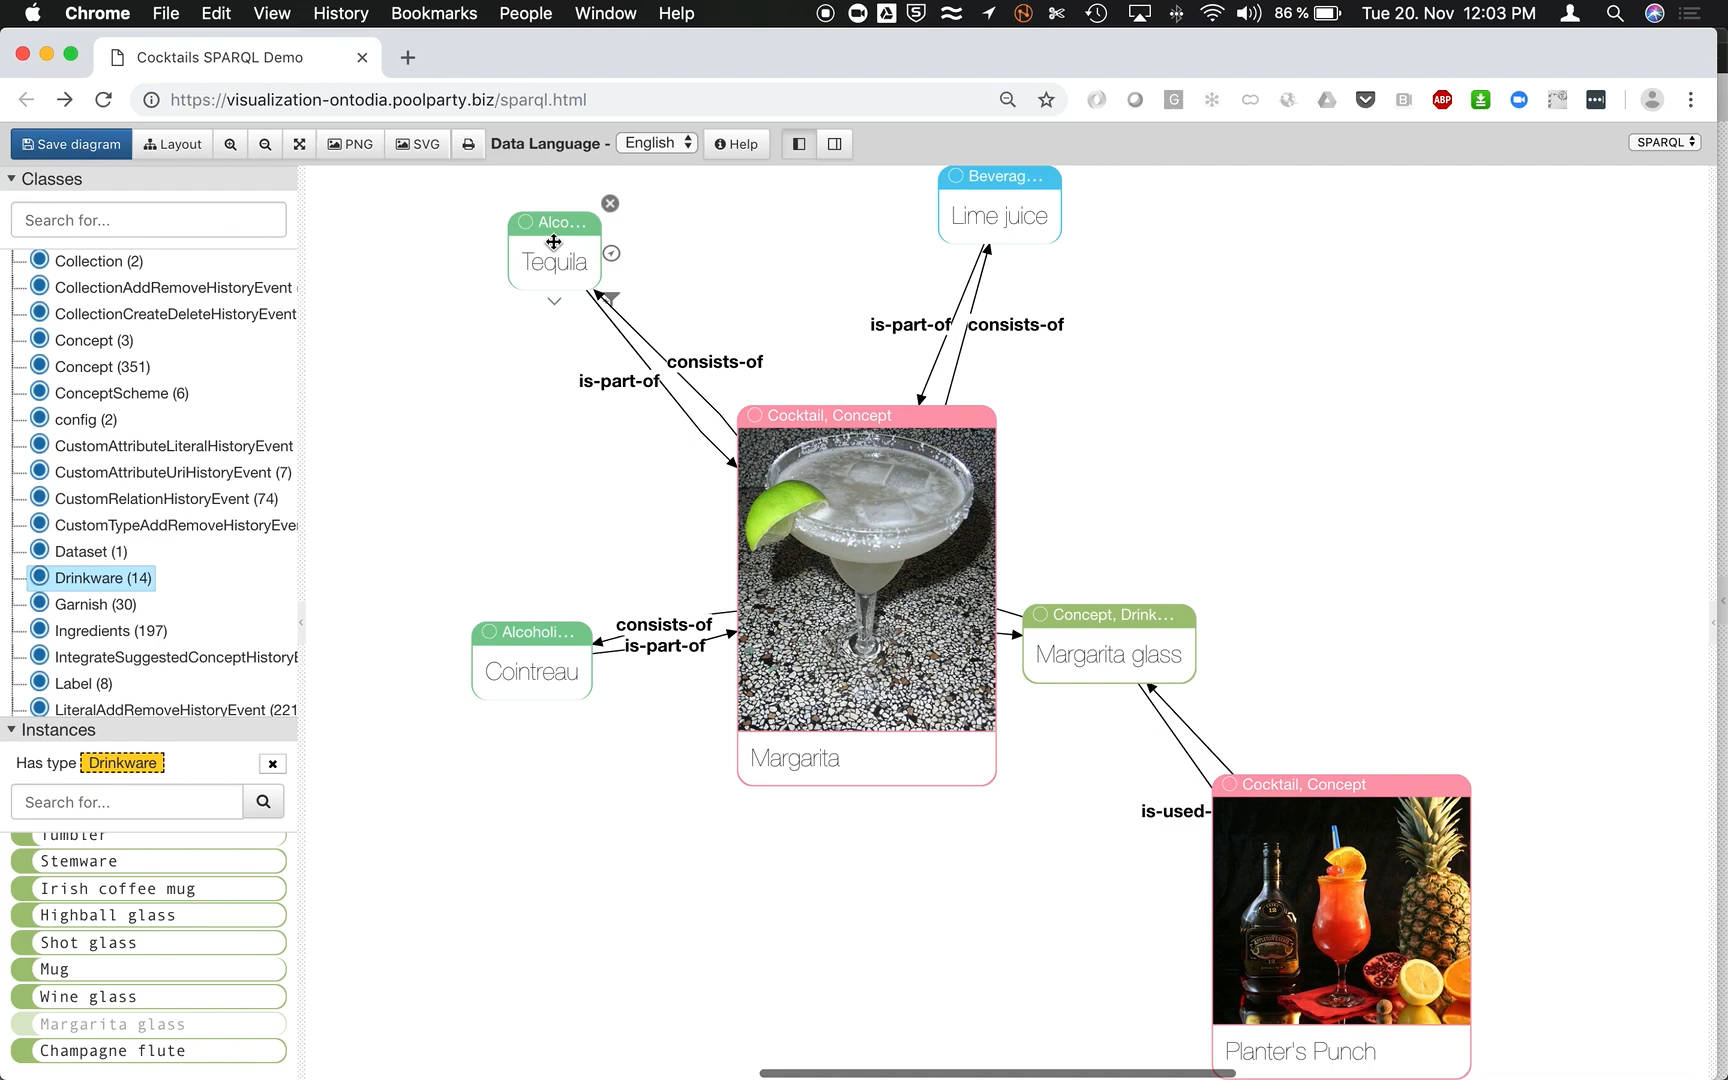 Chrome File Edit View History Bookmarks People Window Help 86 % Tue 20. Nov 12:03 PM
Cocktails SPARQL Demo
https://visualization-ontodia.poolparty.biz/sparql.html
Save diagram Layout PNG SVG Data Language - English Help SPARQL
Classes
Search for...
Collection (2)
CollectionAddRemoveHistoryEvent
CollectionCreateDeleteHistoryEvent
Concept (3)
Concept (351)
ConceptScheme (6)
config (2)
CustomAttributeLiteralHistoryEvent
CustomAttributeUriHistoryEvent (7)
CustomRelationHistoryEvent (74)
CustomTypeAddRemoveHistoryEve
Dataset (1)
Drinkware (14)
Garnish (30)
Ingredients (197)
IntegrateSuggestedConceptHistoryE
Label (8)
LiteralAddRemoveHistoryEvent (221
Instances
Has type Drinkware
Search for...
Tumbler
Stemware
Irish coffee mug
Highball glass
Shot glass
Mug
Wine glass
Margarita glass
Champagne flute
Alco...
Tequila
Beverag...
Lime juice
is-part-of consists-of
consists-of
is-part-of
Cocktail, Concept
Margarita
Alcoholi...
Cointreau
consists-of
is-part-of
Concept, Drink...
Margarita glass
is-used-
Cocktail, Concept
12
Planter's Punch